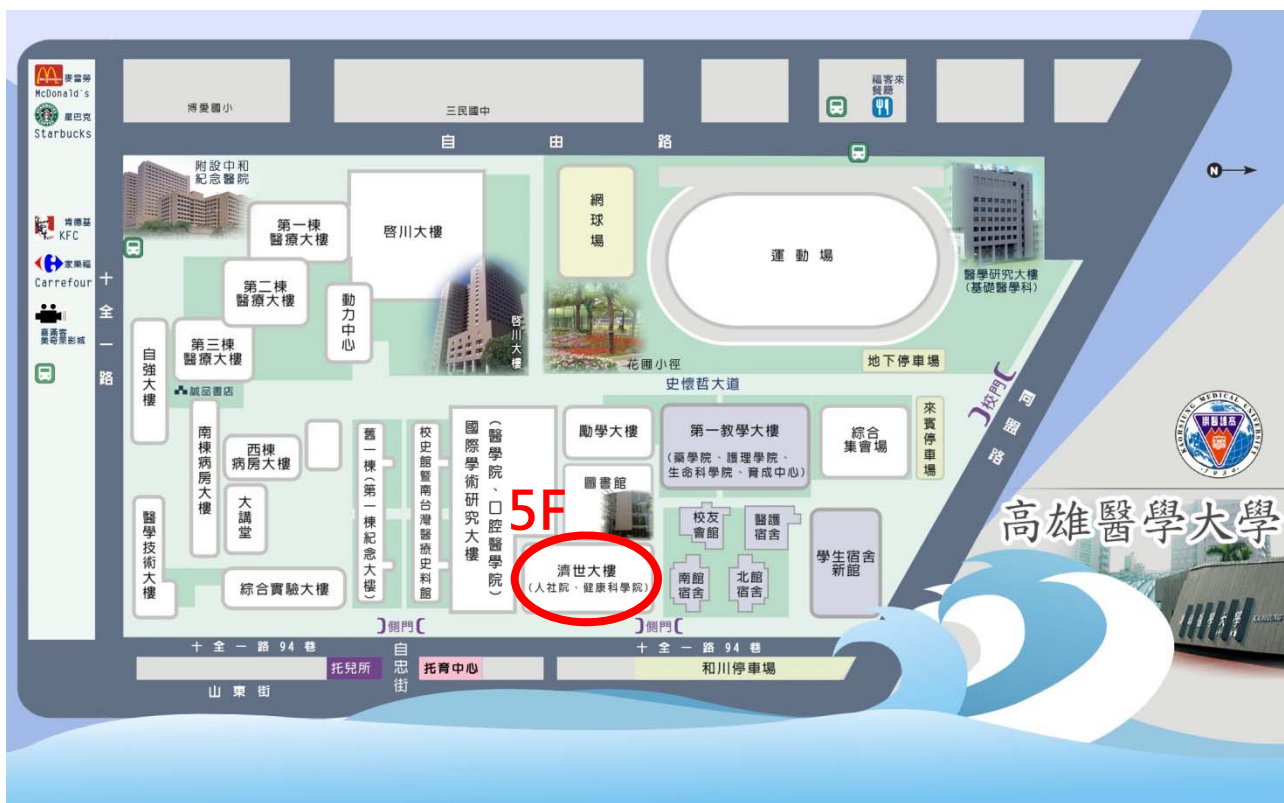 麥當勞
McDonald's
星巴克
Starbucks
肯德基
KFC
家樂福
Carrefour
喜滿客
美奇萊影城
十全一路
博愛國小
三民國中
福客來
餐廳
自由路
附設中和
紀念醫院
第一棟
醫療大樓
啓川大樓
網球場
運動場
醫學研究大樓
(基礎醫學科)
N
第二棟
醫療大樓
動力中心
啓川大樓
第三棟
醫療大樓
自強大樓
誠品書店
花圃小徑
地下停車場
史懷哲大道
校門
同盟路
南棟病房大樓
西棟
病房大樓
大講堂
醫學技術大樓
綜合實驗大樓
舊一棟(第一棟紀念大樓)
校史館暨南台灣醫療史料館
國際學術研究大樓
(醫學院、口腔醫學院)
勵學大樓
圖書館
5F
濟世大樓
(人社院、健康科學院)
第一教學大樓
(藥學院、護理學院、
生命科學院、育成中心)
綜合
集會場
來賓停車場
校友
會館
醫護
宿舍
南館
宿舍
北館
宿舍
學生宿舍
新館
側門
側門
十全一路94巷
自忠街
十全一路94巷
托兒所
托育中心
和川停車場
山東街
KAOHSIUNG MEDICAL UNIVERSITY
1954
高雄醫學大學